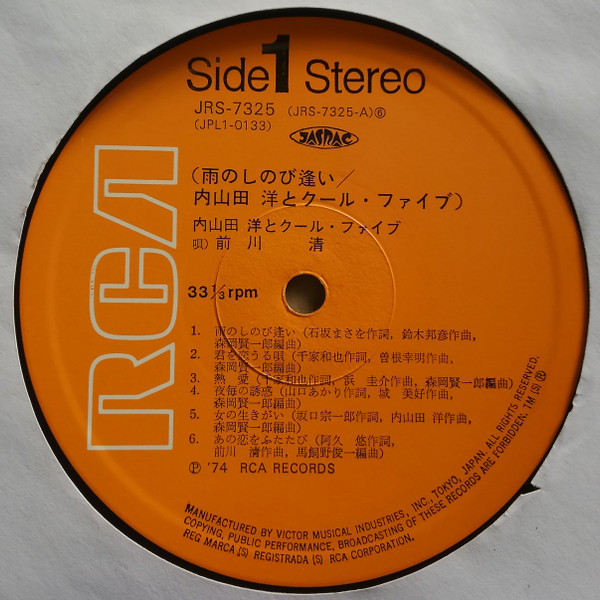 Side 1 Stereo
JRS-7325 (JRS-7325-A)⑥
(JPL1-0133)
JASRAC
RCA
(雨のしのび逢い／
内山田 洋とクール・ファイブ)
内山田 洋とクール・ファイブ
唄) 前川 清
33⅓rpm
1. 雨のしのび逢い (石坂まさを作詞, 鈴木邦彦作曲,
森岡賢一郎編曲)
2. 君を恋うる唄 (千家和也作詞, 曽根幸明作曲,
森岡賢一郎編曲)
3. 熱愛 (千家和也作詞, 浜 圭介作曲, 森岡賢一郎編曲)
4. 夜毎の誘惑 (山口あかり作詞, 城 美好作曲,
森岡賢一郎編曲)
5. 女の生きがい (坂口宗一郎作詞, 内山田 洋作曲,
森岡賢一郎編曲)
6. あの恋をふたたび (阿久 悠作詞,
前川 清作曲, 馬飼野俊一編曲)
Ⓟ '74 RCA RECORDS
MANUFACTURED BY VICTOR MUSICAL INDUSTRIES, INC. TOKYO, JAPAN. ALL RIGHTS RESERVED.
COPYING, PUBLIC PERFORMANCE, BROADCASTING OF THESE RECORDS ARE FORBIDDEN. TM (S) Ⓡ
REG MARCA (S) REGISTRADA (S) RCA CORPORATION.